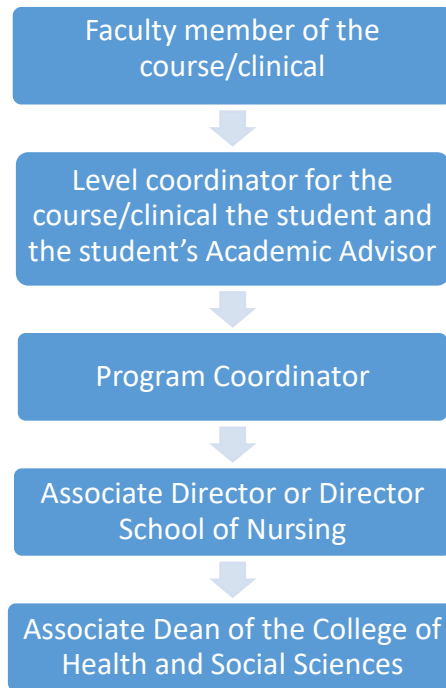 Faculty member of the
course/clinical
Level coordinator for the
course/clinical the student and
the student’s Academic Advisor
Program Coordinator
Associate Director or Director
School of Nursing
Associate Dean of the College of
Health and Social Sciences